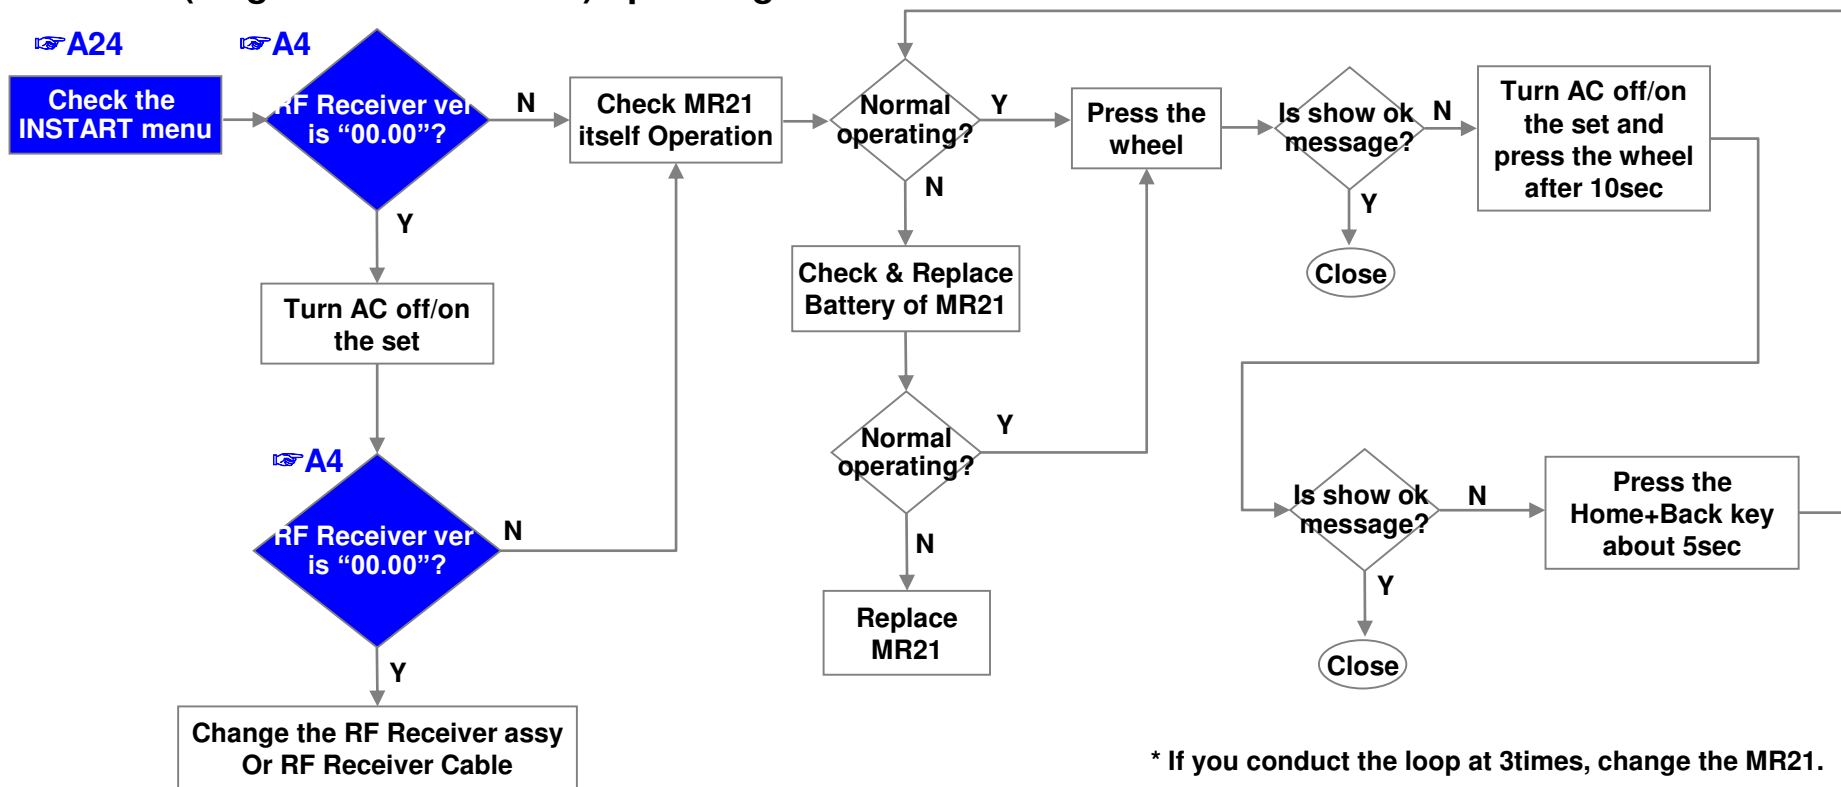 ☞A24
☞A4
Check the
INSTART menu
RF Receiver ver
is “00.00”?
N
Y
Check MR21
itself Operation
Normal
operating?
Y
N
Press the
wheel
Is show ok
message?
N
Y
Turn AC off/on
the set and
press the wheel
after 10sec
Close
Turn AC off/on
the set
Check & Replace
Battery of MR21
☞A4
RF Receiver ver
is “00.00”?
N
Y
Normal
operating?
Y
N
Is show ok
message?
N
Y
Press the
Home+Back key
about 5sec
Replace
MR21
Close
Change the RF Receiver assy
Or RF Receiver Cable
* If you conduct the loop at 3times, change the MR21.